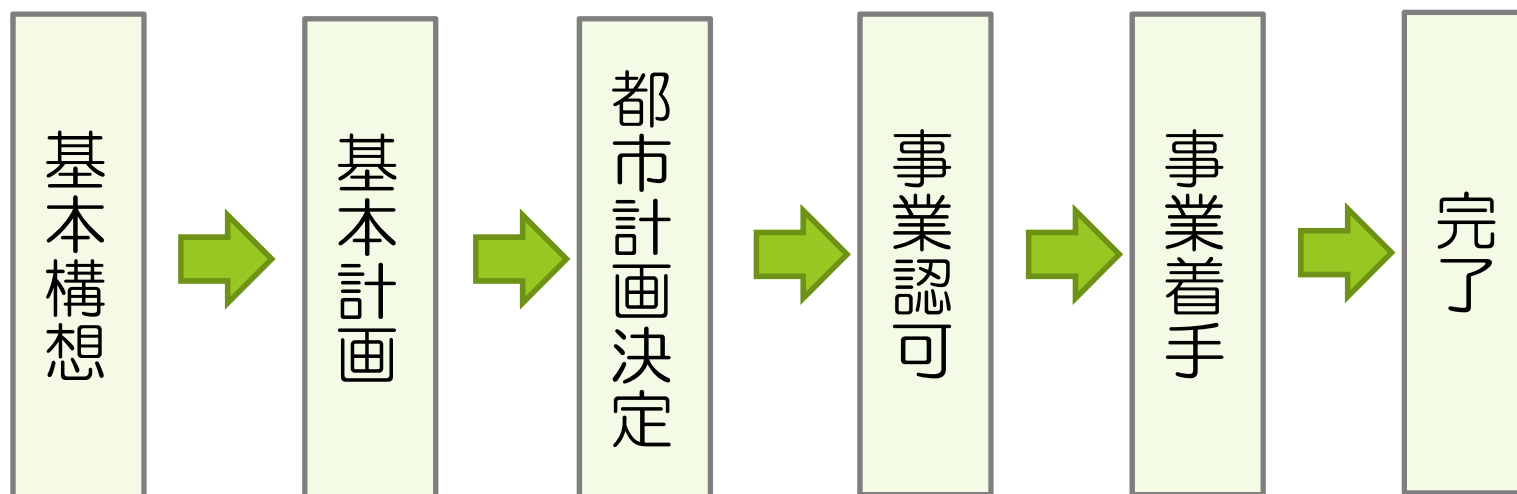 基本構想
基本計画
都市計画決定
事業認可
事業着手
完了